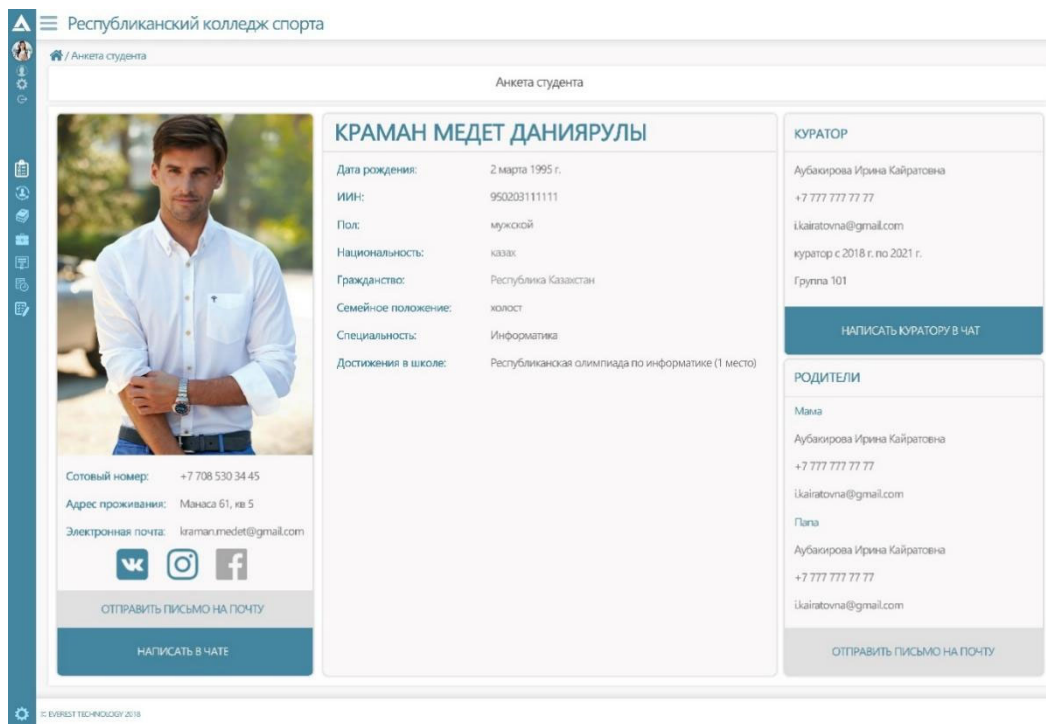 Республиканский колледж спорта
/ Анкета студента
Анкета студента
КРАМАН МЕДЕТ ДАНИЯРУЛЫ
Дата рождения: 2 марта 1995 г.
ИИН: 950203111111
Пол: мужской
Национальность: казах
Гражданство: Республика Казахстан
Семейное положение: холост
Специальность: Информатика
Достижения в школе: Республиканская олимпиада по информатике (1 место)
Сотовый номер: +7 708 530 34 45
Адрес проживания: Манаса 61, кв 5
Электронная почта: kraman.medet@gmail.com
ОТПРАВИТЬ ПИСЬМО НА ПОЧТУ
НАПИСАТЬ В ЧАТЕ
КУРАТОР
Аубакирова Ирина Кайратовна
+7 777 777 77 77
i.kairatovna@gmail.com
куратор с 2018 г. по 2021 г.
Группа 101
НАПИСАТЬ КУРАТОРУ В ЧАТ
РОДИТЕЛИ
Мама
Аубакирова Ирина Кайратовна
+7 777 777 77 77
i.kairatovna@gmail.com
Папа
Аубакирова Ирина Кайратовна
+7 777 777 77 77
i.kairatovna@gmail.com
ОТПРАВИТЬ ПИСЬМО НА ПОЧТУ
© EVEREST TECHNOLOGY 2018